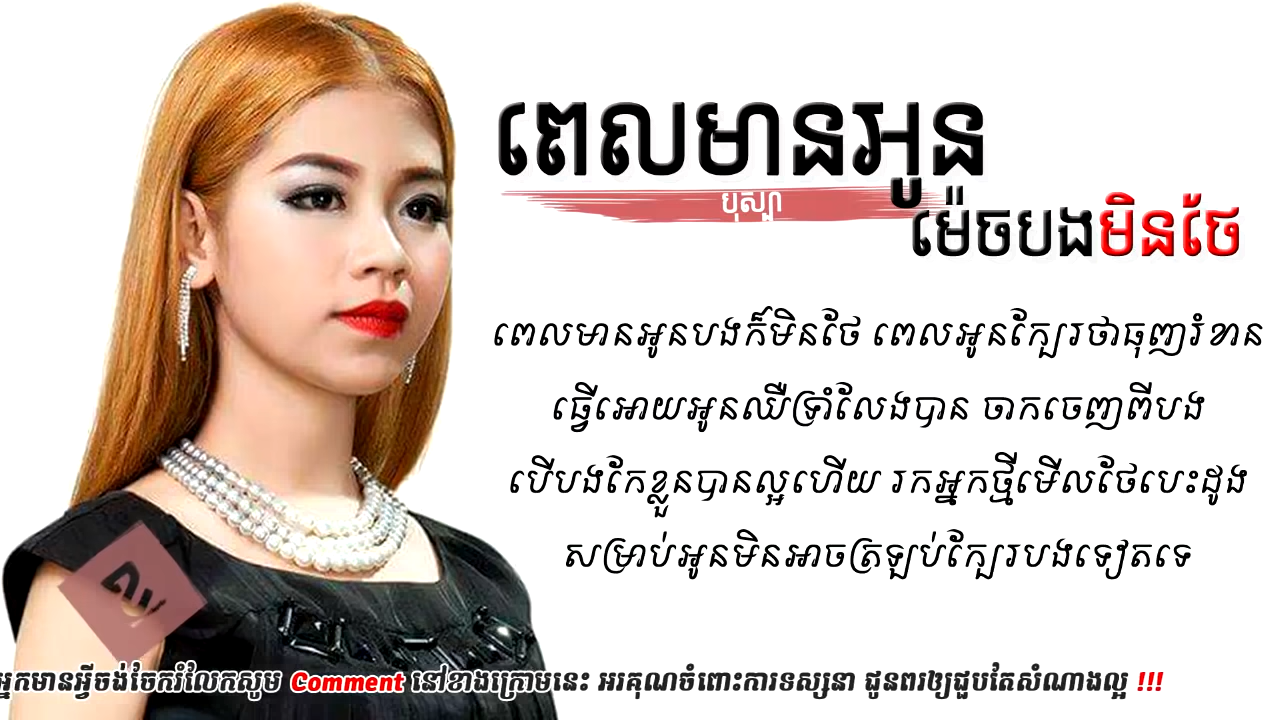 ពេលមានអូន
បុស្បា
ម៉េចបងមិនថែ
ពេលមានអូនបងក៏មិនថែ ពេលអូនក្បែរថាធុញរំខាន
ធ្វើអោយអូនឈឺទ្រាំលែងបាន ចាកចេញពីបង
បើបងកែខ្លួនបានល្អហើយ រកអ្នកថ្មីមើលថែបេះដូង
សម្រាប់អូនមិនអាចត្រឡប់ក្បែរបងទៀតទេ
អ្នកមានអ្វីចង់ចែករំលែកសូម Comment នៅខាងក្រោមនេះ អរគុណចំពោះការទស្សនា ជូនពរឲ្យជួបតែសំណាងល្អ !!!